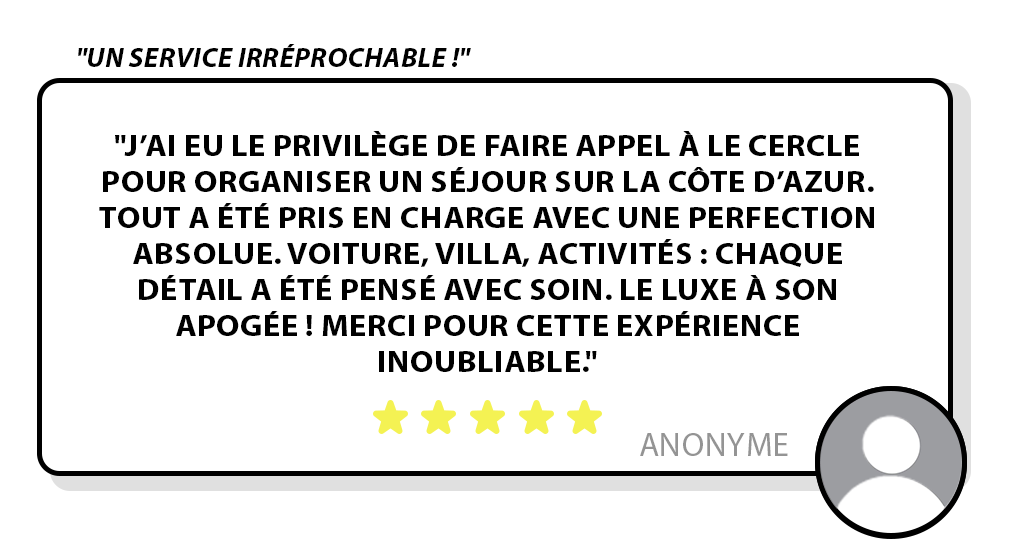 "UN SERVICE IRRÉPROCHABLE !"
"J’AI EU LE PRIVILÈGE DE FAIRE APPEL À LE CERCLE
POUR ORGANISER UN SÉJOUR SUR LA CÔTE D’AZUR.
TOUT A ÉTÉ PRIS EN CHARGE AVEC UNE PERFECTION
ABSOLUE. VOITURE, VILLA, ACTIVITÉS : CHAQUE
DÉTAIL A ÉTÉ PENSÉ AVEC SOIN. LE LUXE À SON
APOGÉE ! MERCI POUR CETTE EXPÉRIENCE
INOUBLIABLE."
ANONYME